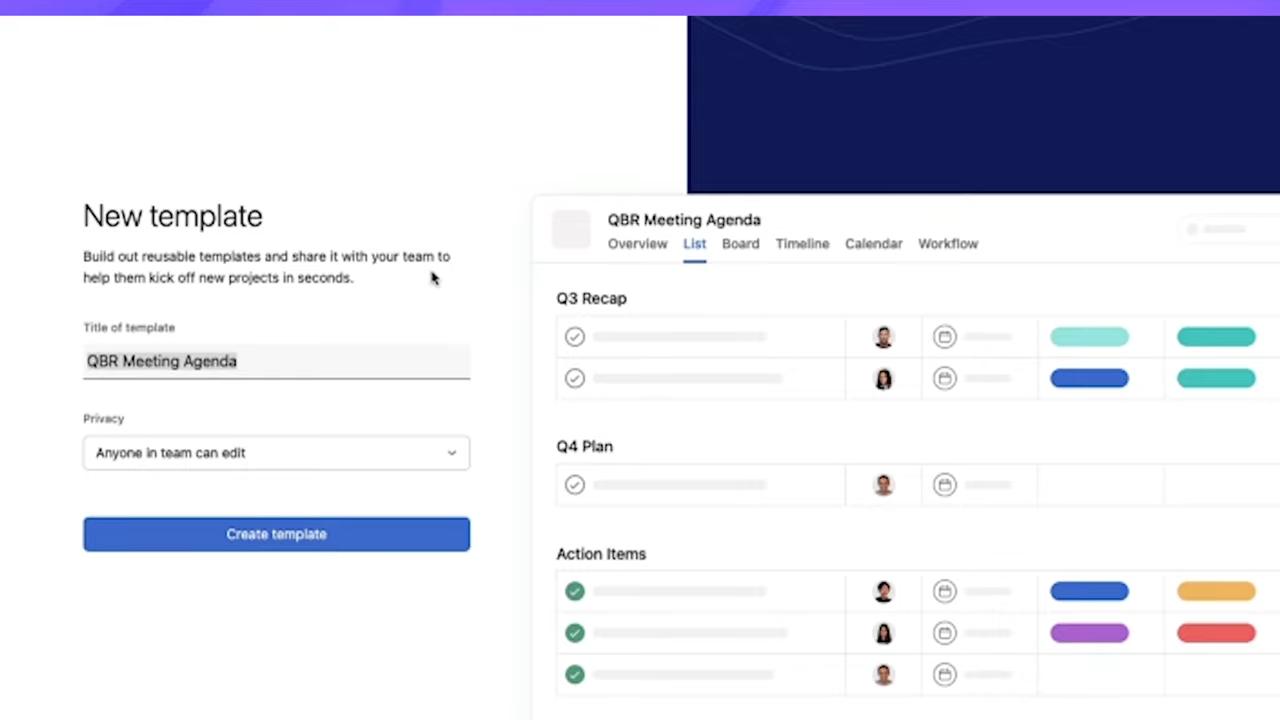 New template
Build out reusable templates and share it with your team to
help them kick off new projects in seconds.
Title of template
QBR Meeting Agenda
Privacy
Anyone in team can edit
Create template
QBR Meeting Agenda
Overview List Board Timeline Calendar Workflow
Q3 Recap
Q4 Plan
Action Items